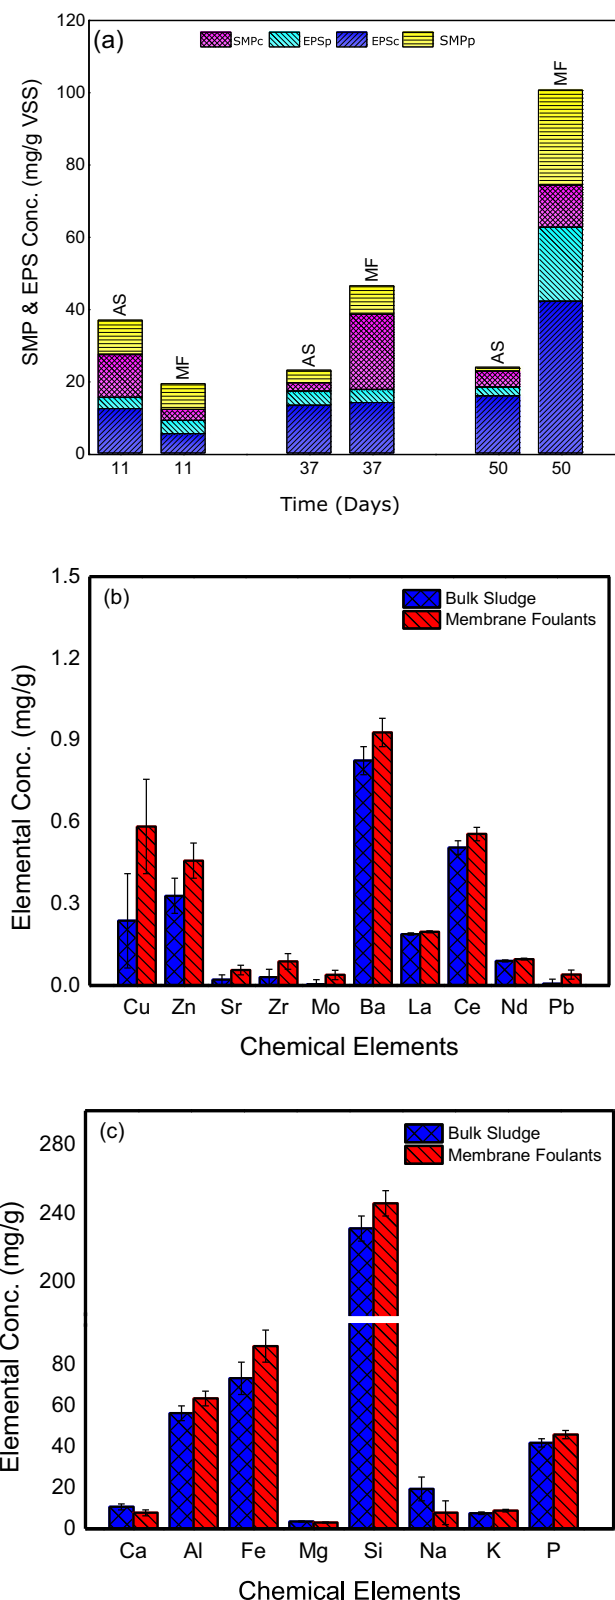 120
(a)
SMPc EPSp EPSc SMPp
100
80
60
40
20
0
SMP & EPS Conc. (mg/g VSS)
AS
MF
AS
MF
AS
MF
11 11 37 37 50 50
Time (Days)
1.5
(b)
Bulk Sludge
Membrane Foulants
1.2
0.9
0.6
0.3
0.0
Elemental Conc. (mg/g)
Cu Zn Sr Zr Mo Ba La Ce Nd Pb
Chemical Elements
(c)
Bulk Sludge
Membrane Foulants
280
240
200
80
60
40
20
0
Elemental Conc. (mg/g)
Ca Al Fe Mg Si Na K P
Chemical Elements